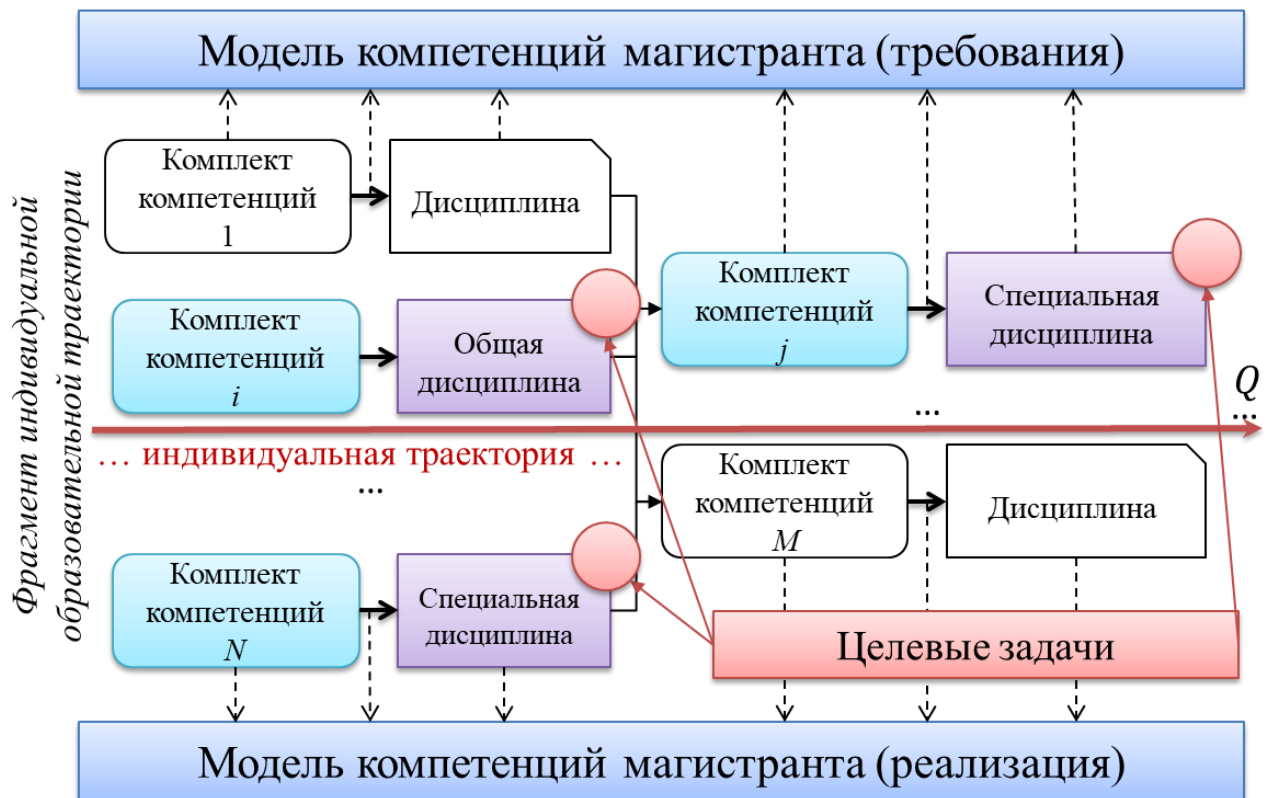 Модель компетенций магистранта (требования)
Фрагмент индивидуальной
образовательной траектории
Комплект
компетенций
1
Дисциплина
Комплект
компетенций
i
Общая
дисциплина
Комплект
компетенций
j
Специальная
дисциплина
...
Q
...
... индивидуальная траектория ...
...
Комплект
компетенций
M
Дисциплина
Комплект
компетенций
N
Специальная
дисциплина
Целевые задачи
Модель компетенций магистранта (реализация)